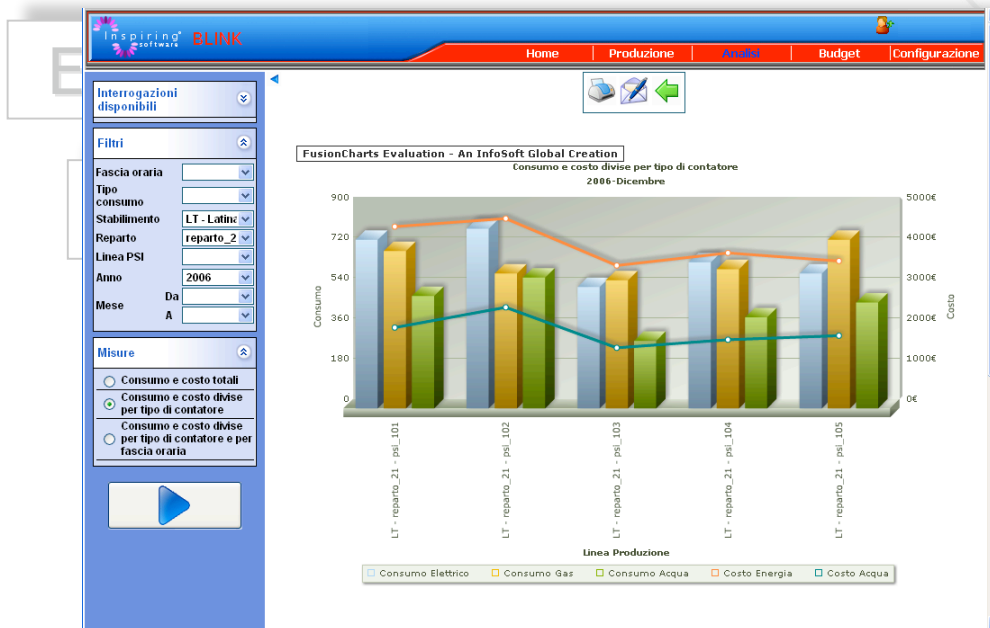 E
Inspiring
software
BLINK
Home
Produzione
Analisi
Budget
Configurazione
Interrogazioni
disponibili
Filtri
Fascia oraria
Tipo
consumo
Stabilimento LT - Latina
Reparto reparto_2
Linea PSI
Anno 2006
Mese
Da
A
Misure
Consumo e costo totali
Consumo e costo divise
per tipo di contatore
Consumo e costo divise
per tipo di contatore e per
fascia oraria
FusionCharts Evaluation - An InfoSoft Global Creation
Consumo e costo divise per tipo di contatore
2006-Dicembre
900
720
540
360
180
0
Consumo
5000€
4000€
3000€
2000€
1000€
0€
Costo
LT - reparto_21 - psi_101
LT - reparto_21 - psi_102
LT - reparto_21 - psi_103
LT - reparto_21 - psi_104
LT - reparto_21 - psi_105
Linea Produzione
Consumo Elettrico
Consumo Gas
Consumo Acqua
Costo Energia
Costo Acqua